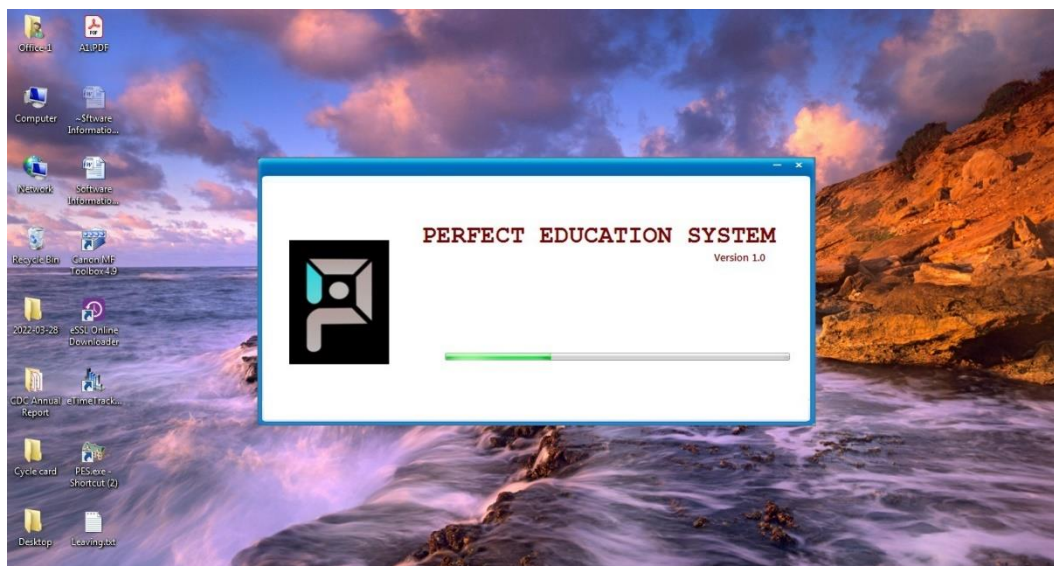 Office-1
A1.PDF
Computer
~Sftware
Informatio...
Network
Software
Informatio...
Recycle Bin
Canon MF
Toolbox 4.9
2022-03-28
eSSL Online
Downloader
CDC Annual
Report
eTimeTrack...
Cycle card
PES.exe -
Shortcut (2)
Desktop
Leaving.txt
PERFECT EDUCATION SYSTEM
Version 1.0